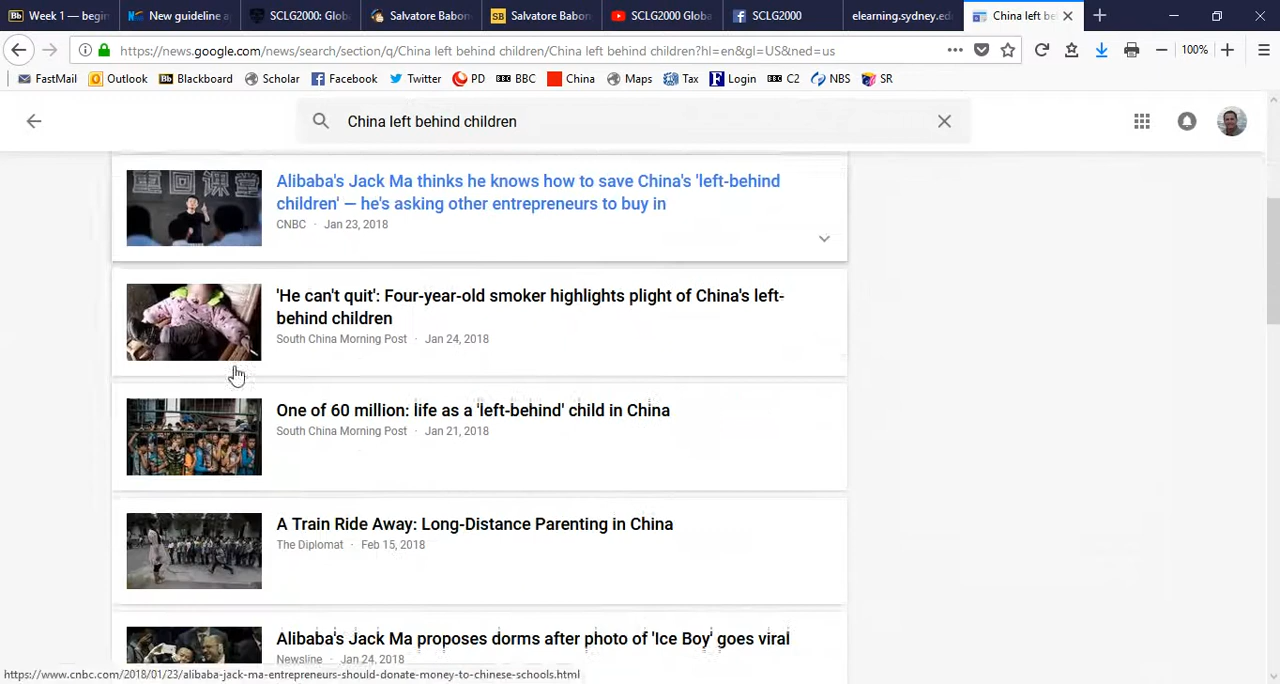 Week 1 — begin
New guideline a
SCLG2000: Globa
Salvatore Babon
Salvatore Babon
SCLG2000 Globa
SCLG2000
elearning.sydney.ed
China left be
https://news.google.com/news/search/section/q/China left behind children/China left behind children?hl=en&gl=US&ned=us
100%
FastMail Outlook Blackboard Scholar Facebook Twitter PD BBC China Maps Tax Login C2 NBS SR
China left behind children
重回课堂
Alibaba's Jack Ma thinks he knows how to save China's 'left-behind
children' — he's asking other entrepreneurs to buy in
CNBC · Jan 23, 2018
'He can't quit': Four-year-old smoker highlights plight of China's left-
behind children
South China Morning Post · Jan 24, 2018
One of 60 million: life as a 'left-behind' child in China
South China Morning Post · Jan 21, 2018
A Train Ride Away: Long-Distance Parenting in China
The Diplomat · Feb 15, 2018
Alibaba's Jack Ma proposes dorms after photo of 'Ice Boy' goes viral
Newsline · Jan 24, 2018
https://www.cnbc.com/2018/01/23/alibaba-jack-ma-entrepreneurs-should-donate-money-to-chinese-schools.html